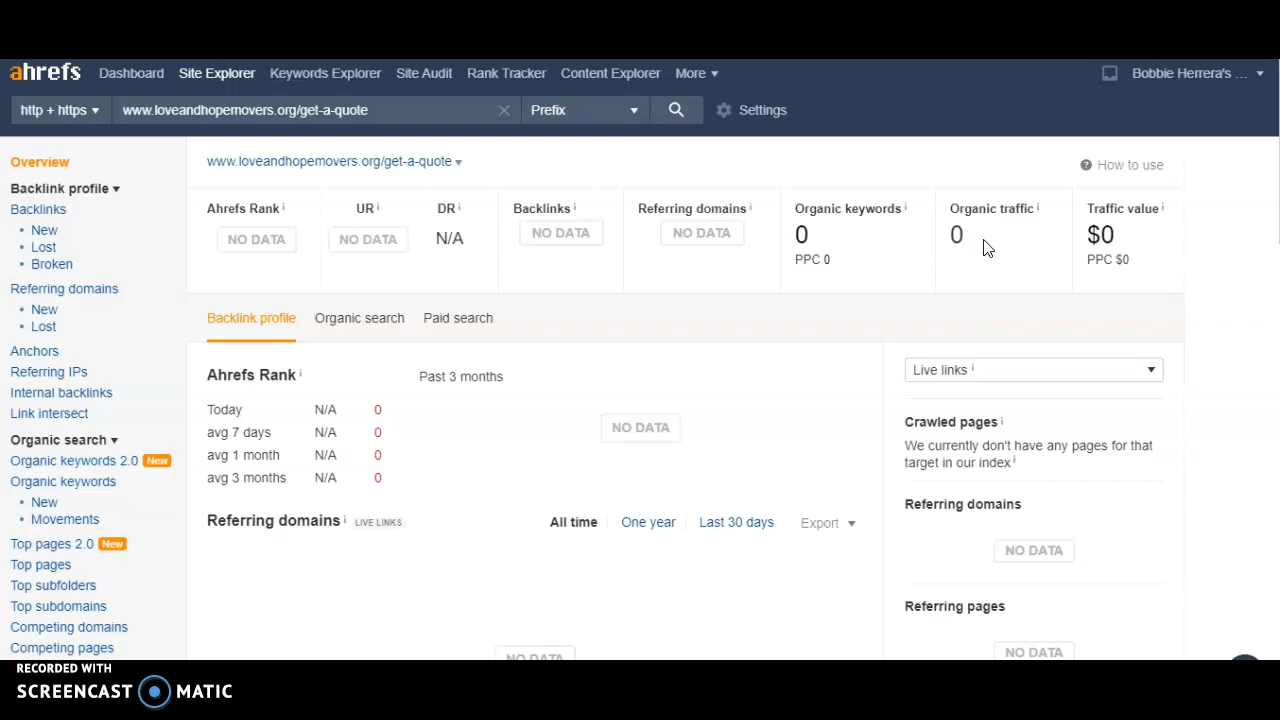 ahrefs Dashboard Site Explorer Keywords Explorer Site Audit Rank Tracker Content Explorer More Bobbie Herrera's ...
http + https www.loveandhopemovers.org/get-a-quote Prefix Settings
Overview
Backlink profile
Backlinks
New
Lost
Broken
Referring domains
New
Lost
Anchors
Referring IPs
Internal backlinks
Link intersect
Organic search
Organic keywords 2.0 New
Organic keywords
New
Movements
Top pages 2.0 New
Top pages
Top subfolders
Top subdomains
Competing domains
Competing pages
www.loveandhopemovers.org/get-a-quote
How to use
Ahrefs Rank i UR i DR i Backlinks i Referring domains i Organic keywords i Organic traffic i Traffic value i
NO DATA NO DATA N/A NO DATA NO DATA 0 0 $0
PPC 0 PPC $0
Backlink profile Organic search Paid search
Ahrefs Rank i Past 3 months
Today N/A 0
avg 7 days N/A 0
avg 1 month N/A 0
avg 3 months N/A 0
NO DATA
Referring domains i LIVE LINKS All time One year Last 30 days Export
NO DATA
Live links i
Crawled pages i
We currently don't have any pages for that
target in our index i
Referring domains
NO DATA
Referring pages
NO DATA
RECORDED WITH
SCREENCAST MATIC